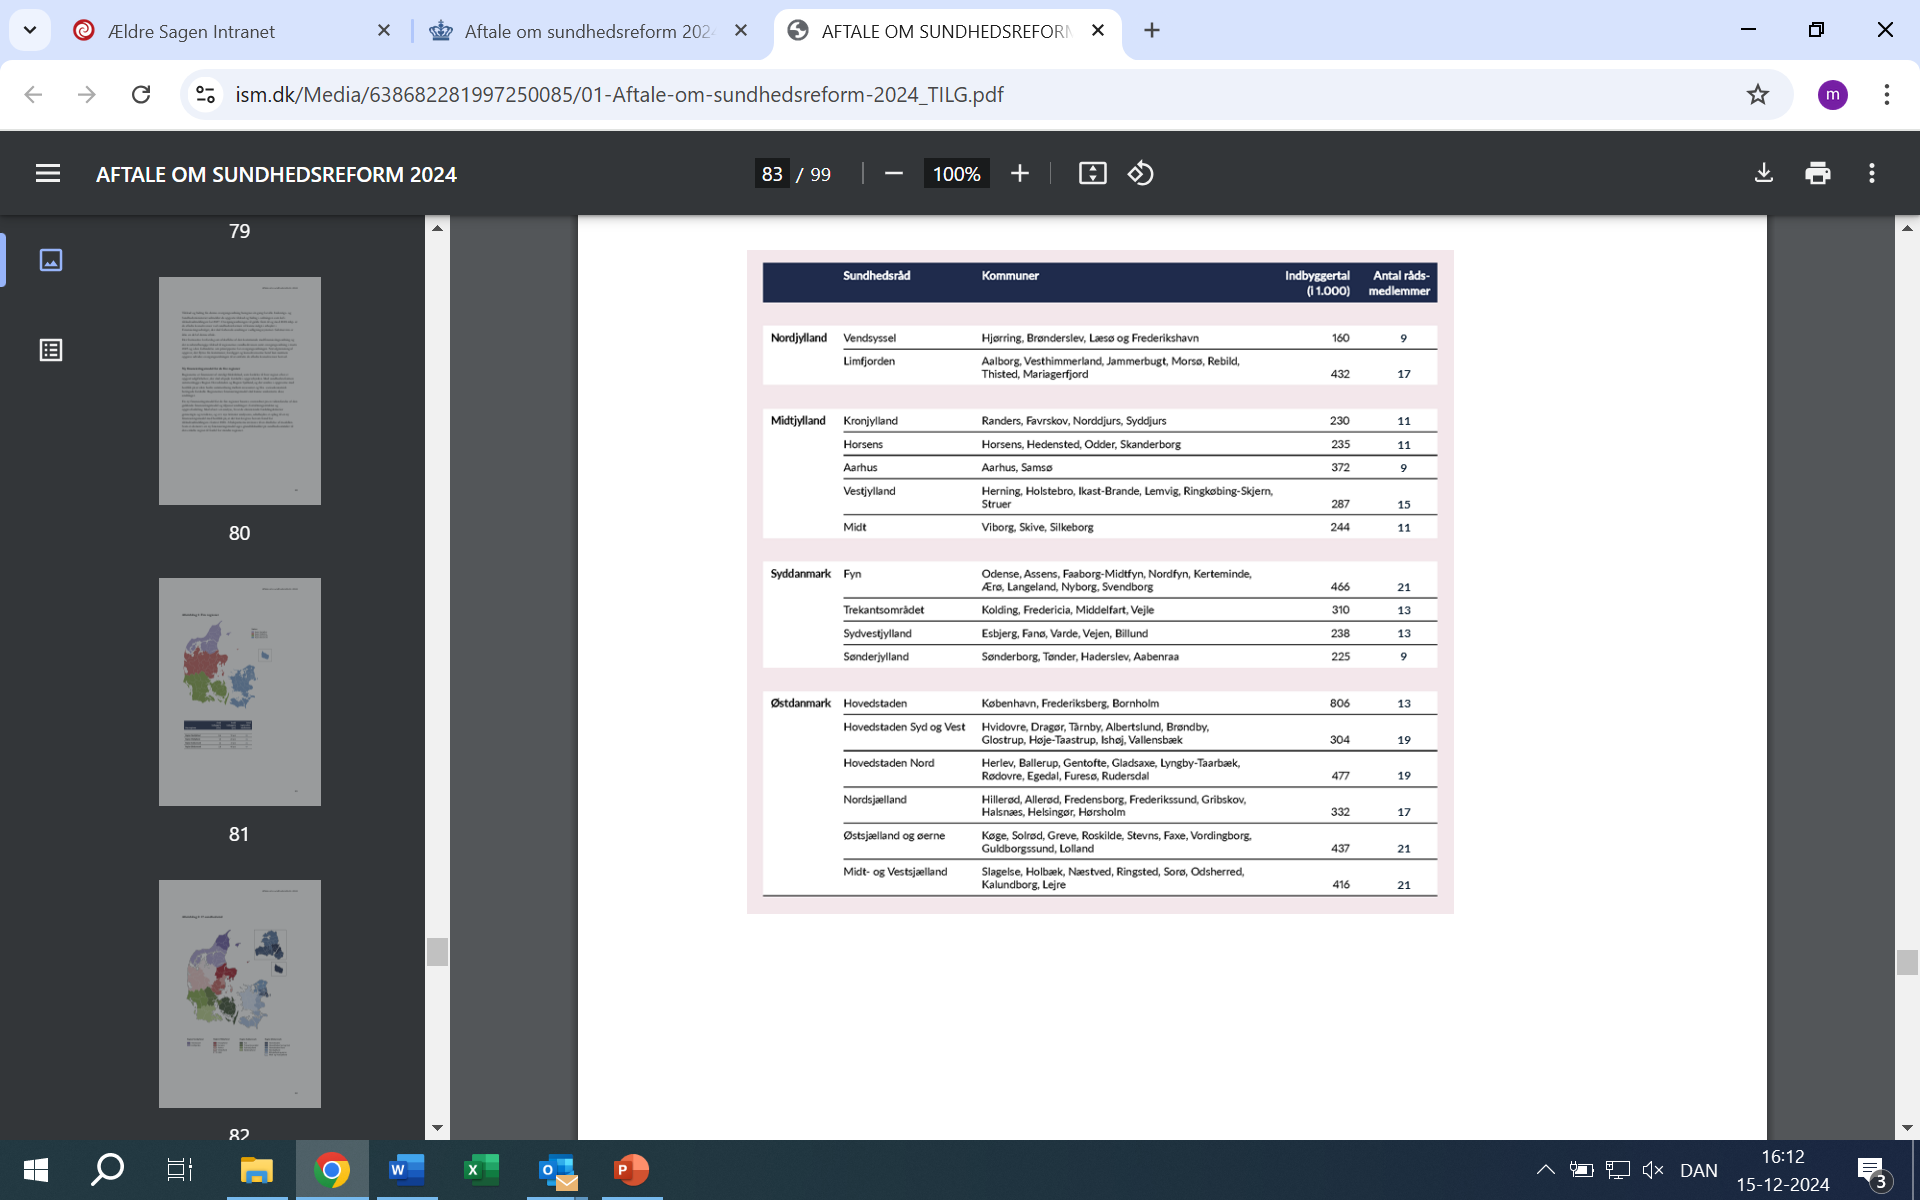 Ældre Sagen Intranet
Aftale om sundhedsreform 202
AFTALE OM SUNDHEDSREFORM
ism.dk/Media/638682281997250085/01-Aftale-om-sundhedsreform-2024_TILG.pdf
m
AFTALE OM SUNDHEDSREFORM 2024
83 / 99
100%
79
80
81
82
Sundhedsråd Kommuner Indbyggertal (i 1.000) Antal råds-medlemmer
Nordjylland Vendsyssel Hjørring, Brønderslev, Læsø og Frederikshavn 160 9
Limfjorden Aalborg, Vesthimmerland, Jammerbugt, Morsø, Rebild,
Thisted, Mariagerfjord 432 17
Midtjylland Kronjylland Randers, Favrskov, Norddjurs, Syddjurs 230 11
Horsens Horsens, Hedensted, Odder, Skanderborg 235 11
Aarhus Aarhus, Samsø 372 9
Vestjylland Herning, Holstebro, Ikast-Brande, Lemvig, Ringkøbing-Skjern,
Struer 287 15
Midt Viborg, Skive, Silkeborg 244 11
Syddanmark Fyn Odense, Assens, Faaborg-Midtfyn, Nordfyn, Kerteminde,
Ærø, Langeland, Nyborg, Svendborg 466 21
Trekantsområdet Kolding, Fredericia, Middelfart, Vejle 310 13
Sydvestjylland Esbjerg, Fanø, Varde, Vejen, Billund 238 13
Sønderjylland Sønderborg, Tønder, Haderslev, Aabenraa 225 9
Østdanmark Hovedstaden København, Frederiksberg, Bornholm 806 13
Hovedstaden Syd og Vest Hvidovre, Dragør, Tårnby, Albertslund, Brøndby,
Glostrup, Høje-Taastrup, Ishøj, Vallensbæk 304 19
Hovedstaden Nord Herlev, Ballerup, Gentofte, Gladsaxe, Lyngby-Taarbæk,
Rødovre, Egedal, Furesø, Rudersdal 477 19
Nordsjælland Hillerød, Allerød, Fredensborg, Frederikssund, Gribskov,
Halsnæs, Helsingør, Hørsholm 332 17
Østsjælland og øerne Køge, Solrød, Greve, Roskilde, Stevns, Faxe, Vordingborg,
Guldborgssund, Lolland 437 21
Midt- og Vestsjælland Slagelse, Holbæk, Næstved, Ringsted, Sorø, Odsherred,
Kalundborg, Lejre 416 21
DAN
16:12
15-12-2024
3